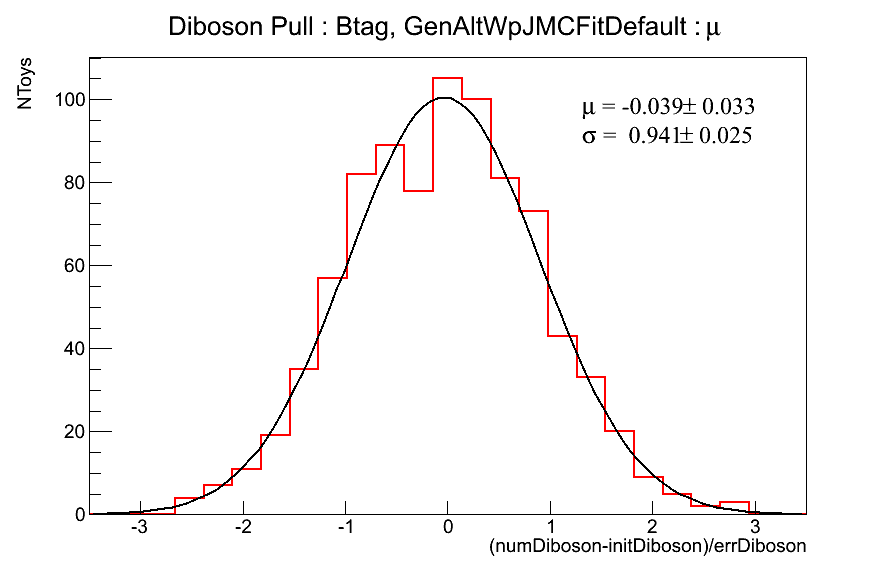 Diboson Pull : Btag, GenAltWpJMCFitDefault : μ
NToys
μ = -0.039± 0.033
σ = 0.941± 0.025
100
80
60
40
20
0
-3 -2 -1 0 1 2 3
(numDiboson-initDiboson)/errDiboson